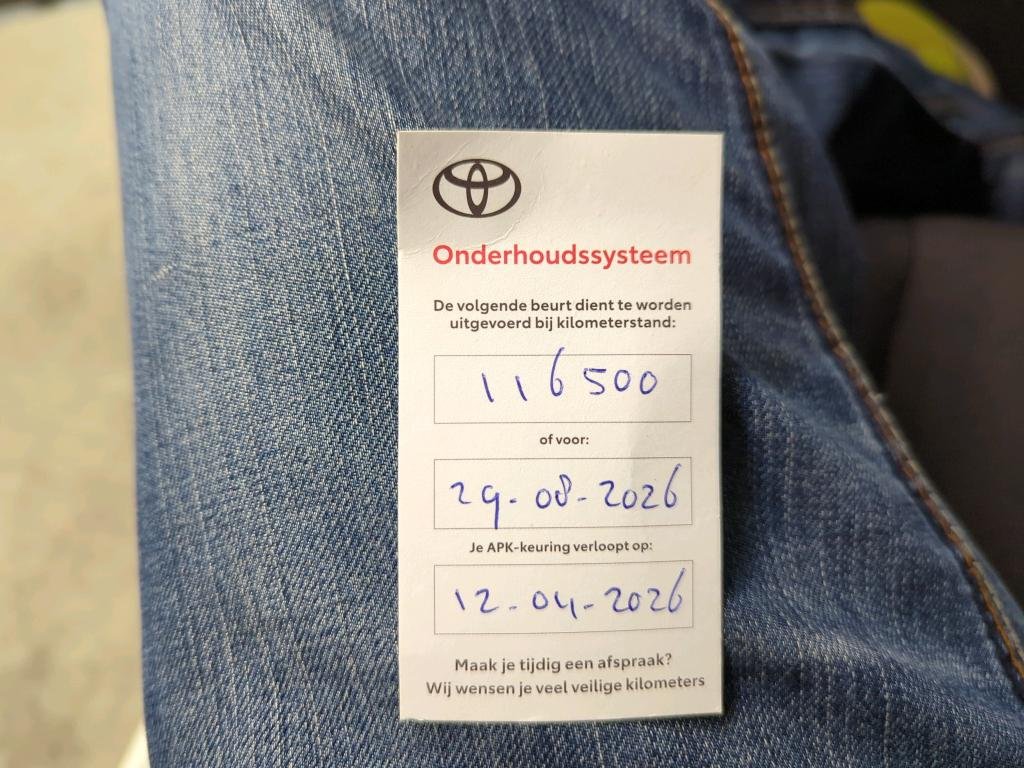 Onderhoudssysteem
De volgende beurt dient te worden
uitgevoerd bij kilometerstand:
116500
of voor:
29-08-2026
Je APK-keuring verloopt op:
12-04-2026
Maak je tijdig een afspraak?
Wij wensen je veel veilige kilometers